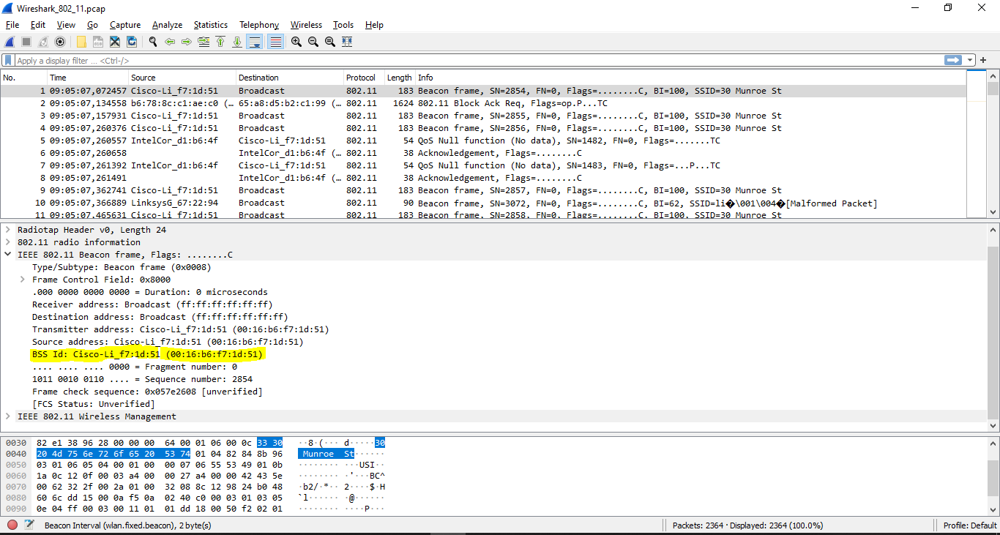 Wireshark_802_11.pcap
File Edit View Go Capture Analyze Statistics Telephony Wireless Tools Help
Apply a display filter ... <Ctrl-/>
No. Time Source Destination Protocol Length Info
1 09:05:07,072457 Cisco-Li_f7:1d:51 Broadcast 802.11 183 Beacon frame, SN=2854, FN=0, Flags=........C, BI=100, SSID=30 Munroe St
2 09:05:07,134558 b6:78:8c:c1:ae:c0 (… 65:a8:d5:b2:c1:99 (… 802.11 1624 802.11 Block Ack Req, Flags=op.P...TC
3 09:05:07,157931 Cisco-Li_f7:1d:51 Broadcast 802.11 183 Beacon frame, SN=2855, FN=0, Flags=........C, BI=100, SSID=30 Munroe St
4 09:05:07,260376 Cisco-Li_f7:1d:51 Broadcast 802.11 183 Beacon frame, SN=2856, FN=0, Flags=........C, BI=100, SSID=30 Munroe St
5 09:05:07,260557 IntelCor_d1:b6:4f Cisco-Li_f7:1d:51 802.11 54 QoS Null function (No data), SN=1482, FN=0, Flags=.......TC
6 09:05:07,260658 IntelCor_d1:b6:4f (… 802.11 38 Acknowledgement, Flags=........C
7 09:05:07,261392 IntelCor_d1:b6:4f Cisco-Li_f7:1d:51 802.11 54 QoS Null function (No data), SN=1483, FN=0, Flags=...P...TC
8 09:05:07,261491 IntelCor_d1:b6:4f (… 802.11 38 Acknowledgement, Flags=........C
9 09:05:07,362741 Cisco-Li_f7:1d:51 Broadcast 802.11 183 Beacon frame, SN=2857, FN=0, Flags=........C, BI=100, SSID=30 Munroe St
10 09:05:07,366889 LinksysG_67:22:94 Broadcast 802.11 90 Beacon frame, SN=3072, FN=0, Flags=........C, BI=62, SSID=li�\001\004�[Malformed Packet]
11 09:05:07,465631 Cisco-Li_f7:1d:51 Broadcast 802.11 183 Beacon frame, SN=2858, FN=0, Flags=........C, BI=100, SSID=30 Munroe St
Radiotap Header v0, Length 24
802.11 radio information
IEEE 802.11 Beacon frame, Flags: ........C
Type/Subtype: Beacon frame (0x0008)
Frame Control Field: 0x8000
.000 0000 0000 0000 = Duration: 0 microseconds
Receiver address: Broadcast (ff:ff:ff:ff:ff:ff)
Destination address: Broadcast (ff:ff:ff:ff:ff:ff)
Transmitter address: Cisco-Li_f7:1d:51 (00:16:b6:f7:1d:51)
Source address: Cisco-Li_f7:1d:51 (00:16:b6:f7:1d:51)
BSS Id: Cisco-Li_f7:1d:51 (00:16:b6:f7:1d:51)
.... .... .... 0000 = Fragment number: 0
1011 0010 0110 .... = Sequence number: 2854
Frame check sequence: 0x057e2608 [unverified]
[FCS Status: Unverified]
IEEE 802.11 Wireless Management
0030 82 e1 38 96 28 00 00 00 64 00 01 06 00 0c 33 30 ··8·(··· d·····30
0040 20 4d 75 6e 72 6f 65 20 53 74 01 04 82 84 8b 96 Munroe St······
0050 03 01 06 05 04 00 01 00 00 07 06 55 53 49 01 0b ········ ···USI··
0060 1a 0c 12 0f 00 03 a4 00 00 27 a4 00 00 42 43 5e ········ ·'···BC^
0070 00 62 32 2f 00 2a 01 00 32 08 8c 12 98 24 b0 48 ·b2/·*·· 2····$·H
0080 60 6c dd 15 00 0a f5 0a 02 40 c0 00 03 01 03 05 `l······ ·@······
0090 0e 04 ff 00 03 00 11 01 01 dd 18 00 50 f2 02 01 ········ ····P···
Beacon Interval (wlan.fixed.beacon), 2 byte(s) Packets: 2364 · Displayed: 2364 (100.0%) Profile: Default